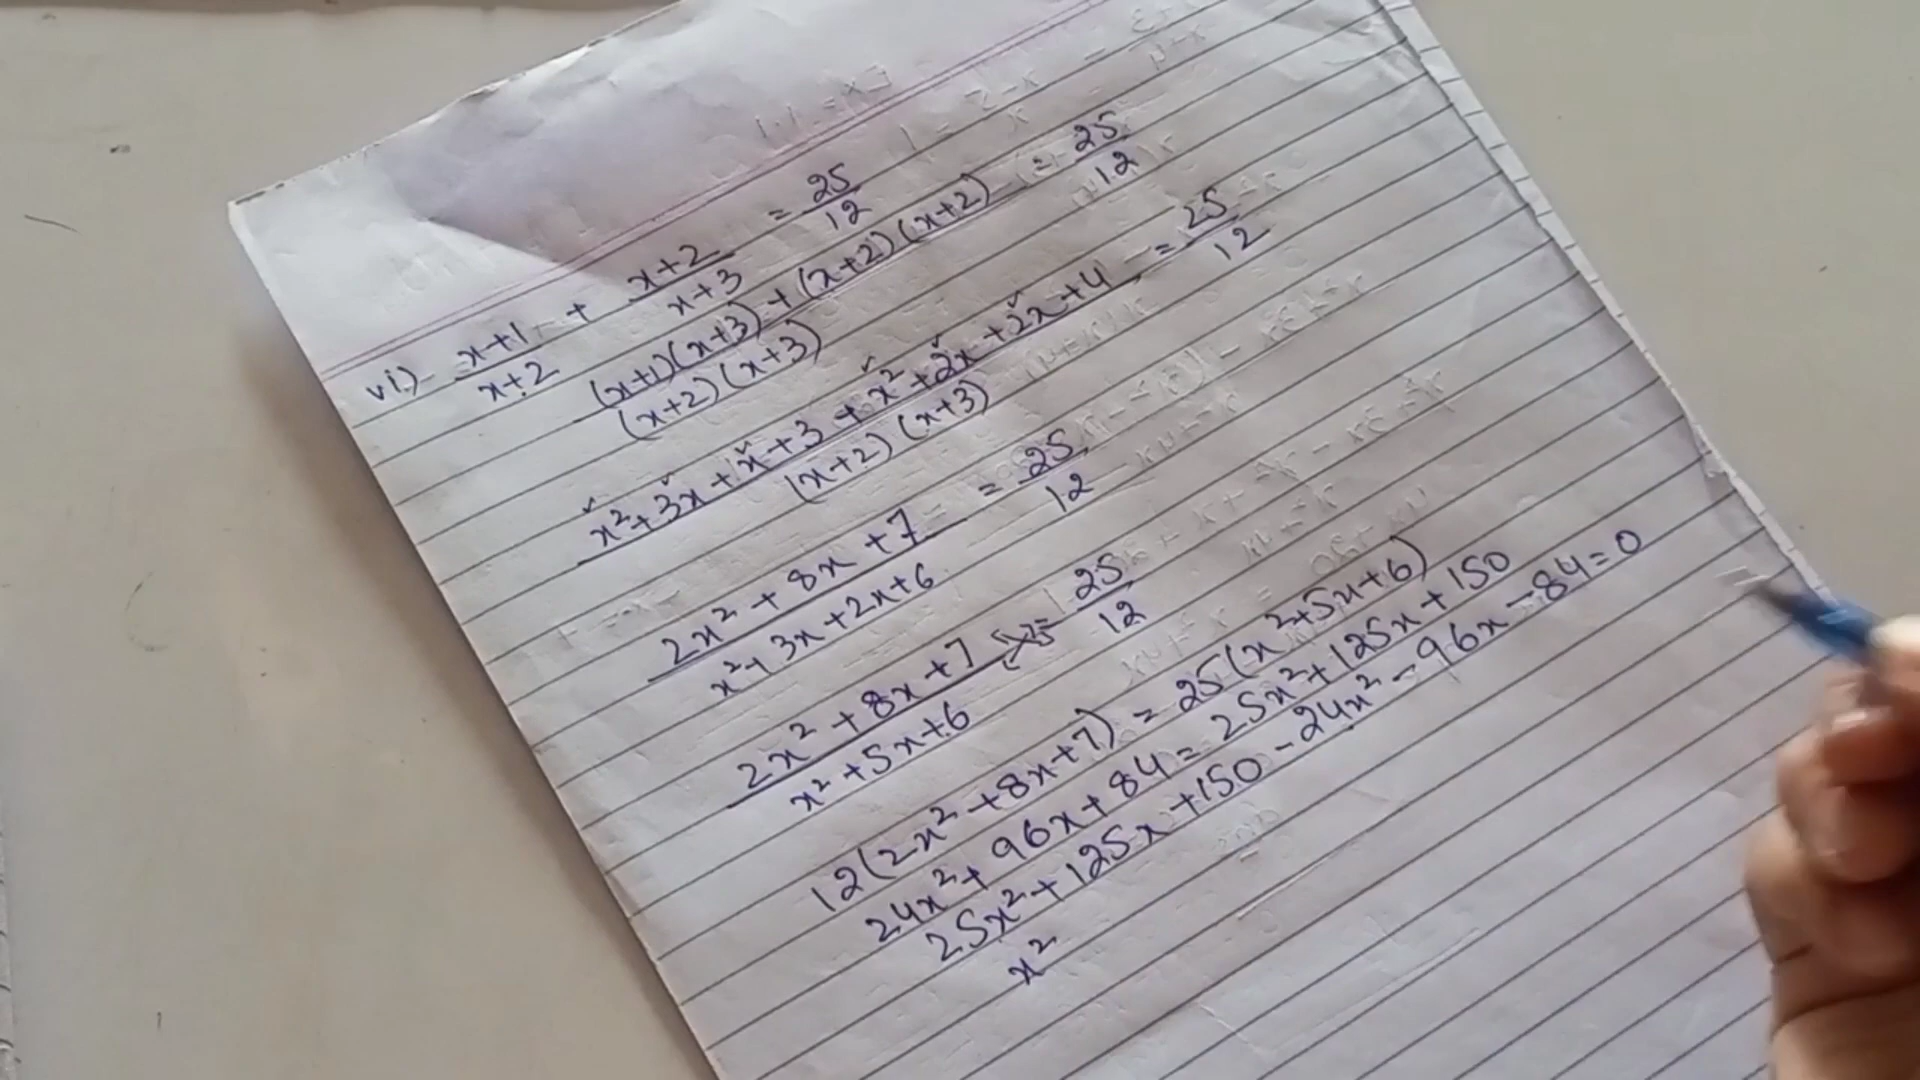 vi) x+1/x+2 + x+2/x+3 = 25/12
(x+1)(x+3)+(x+2)(x+2)/(x+2)(x+3) = 25/12
x²+3x+x+3+x²+2x+2x+4/(x+2)(x+3) = 25/12
2x²+8x+7/x²+3x+2x+6 = 25/12
2x²+8x+7/x²+5x+6 = 25/12
12(2x²+8x+7) = 25(x²+5x+6)
24x²+96x+84 = 25x²+125x+150
25x²+125x+150-24x²-96x-84=0
x²